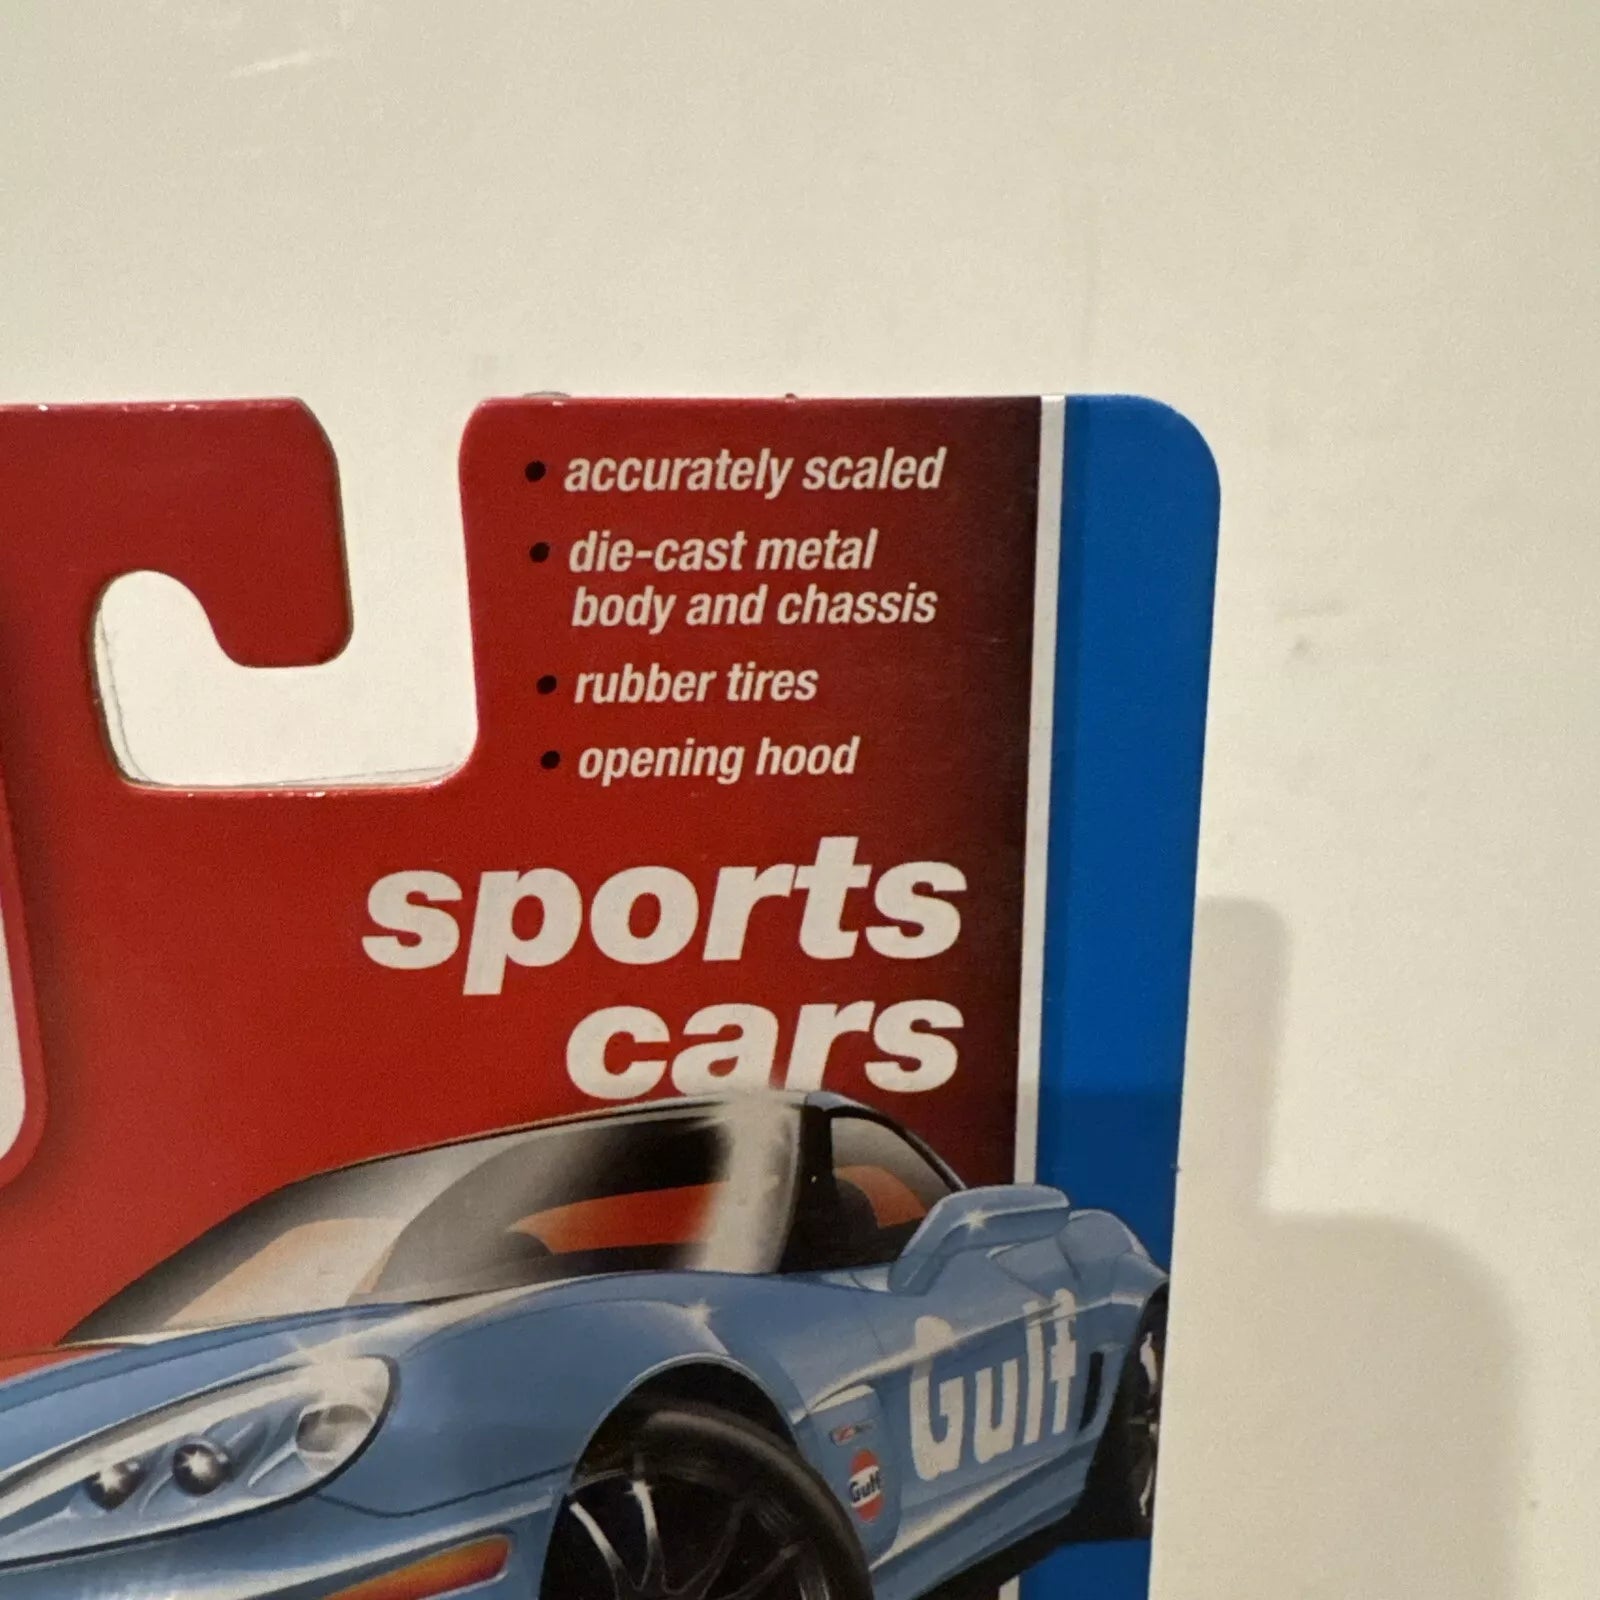 • accurately scaled
• die-cast metal
body and chassis
• rubber tires
• opening hood
sports
cars
Gulf
Gulf